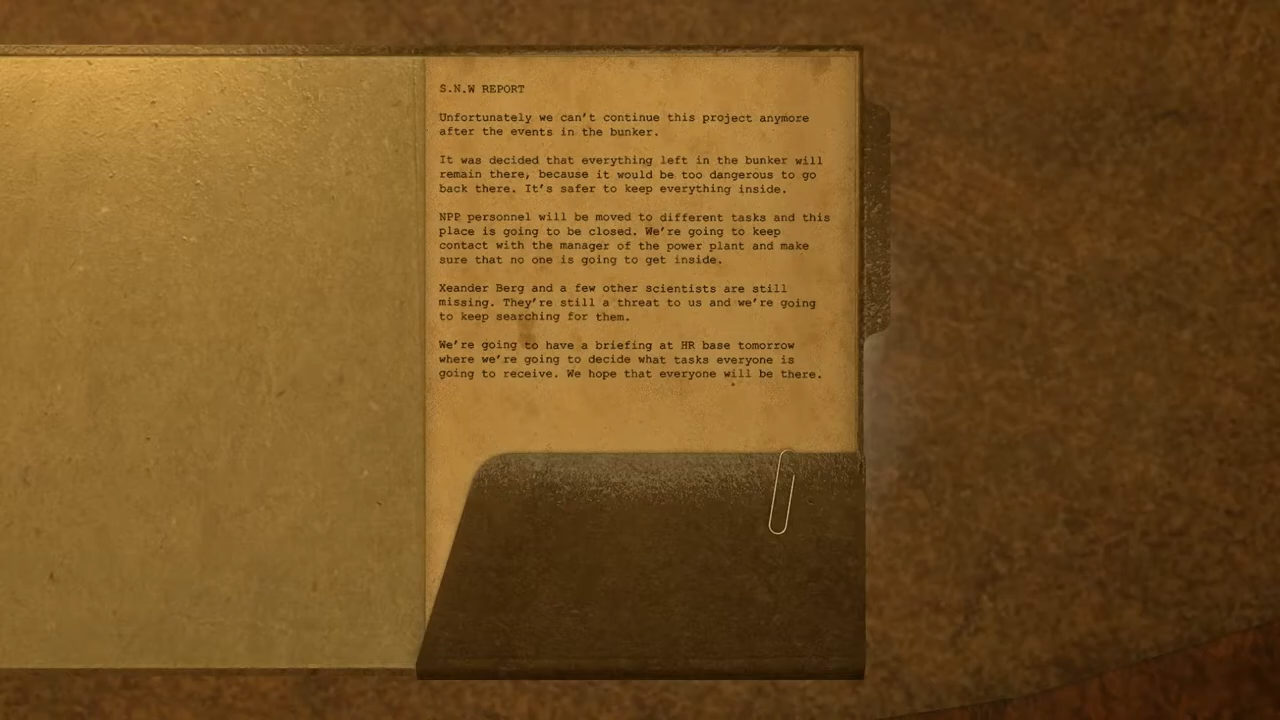 S.N.W REPORT
Unfortunately we can't continue this project anymore
after the events in the bunker.
It was decided that everything left in the bunker will
remain there, because it would be too dangerous to go
back there. It's safer to keep everything inside.
NPP personnel will be moved to different tasks and this
place is going to be closed. We're going to keep
contact with the manager of the power plant and make
sure that no one is going to get inside.
Xeander Berg and a few other scientists are still
missing. They're still a threat to us and we're going
to keep searching for them.
We're going to have a briefing at HR base tomorrow
where we're going to decide what tasks everyone is
going to receive. We hope that everyone will be there.